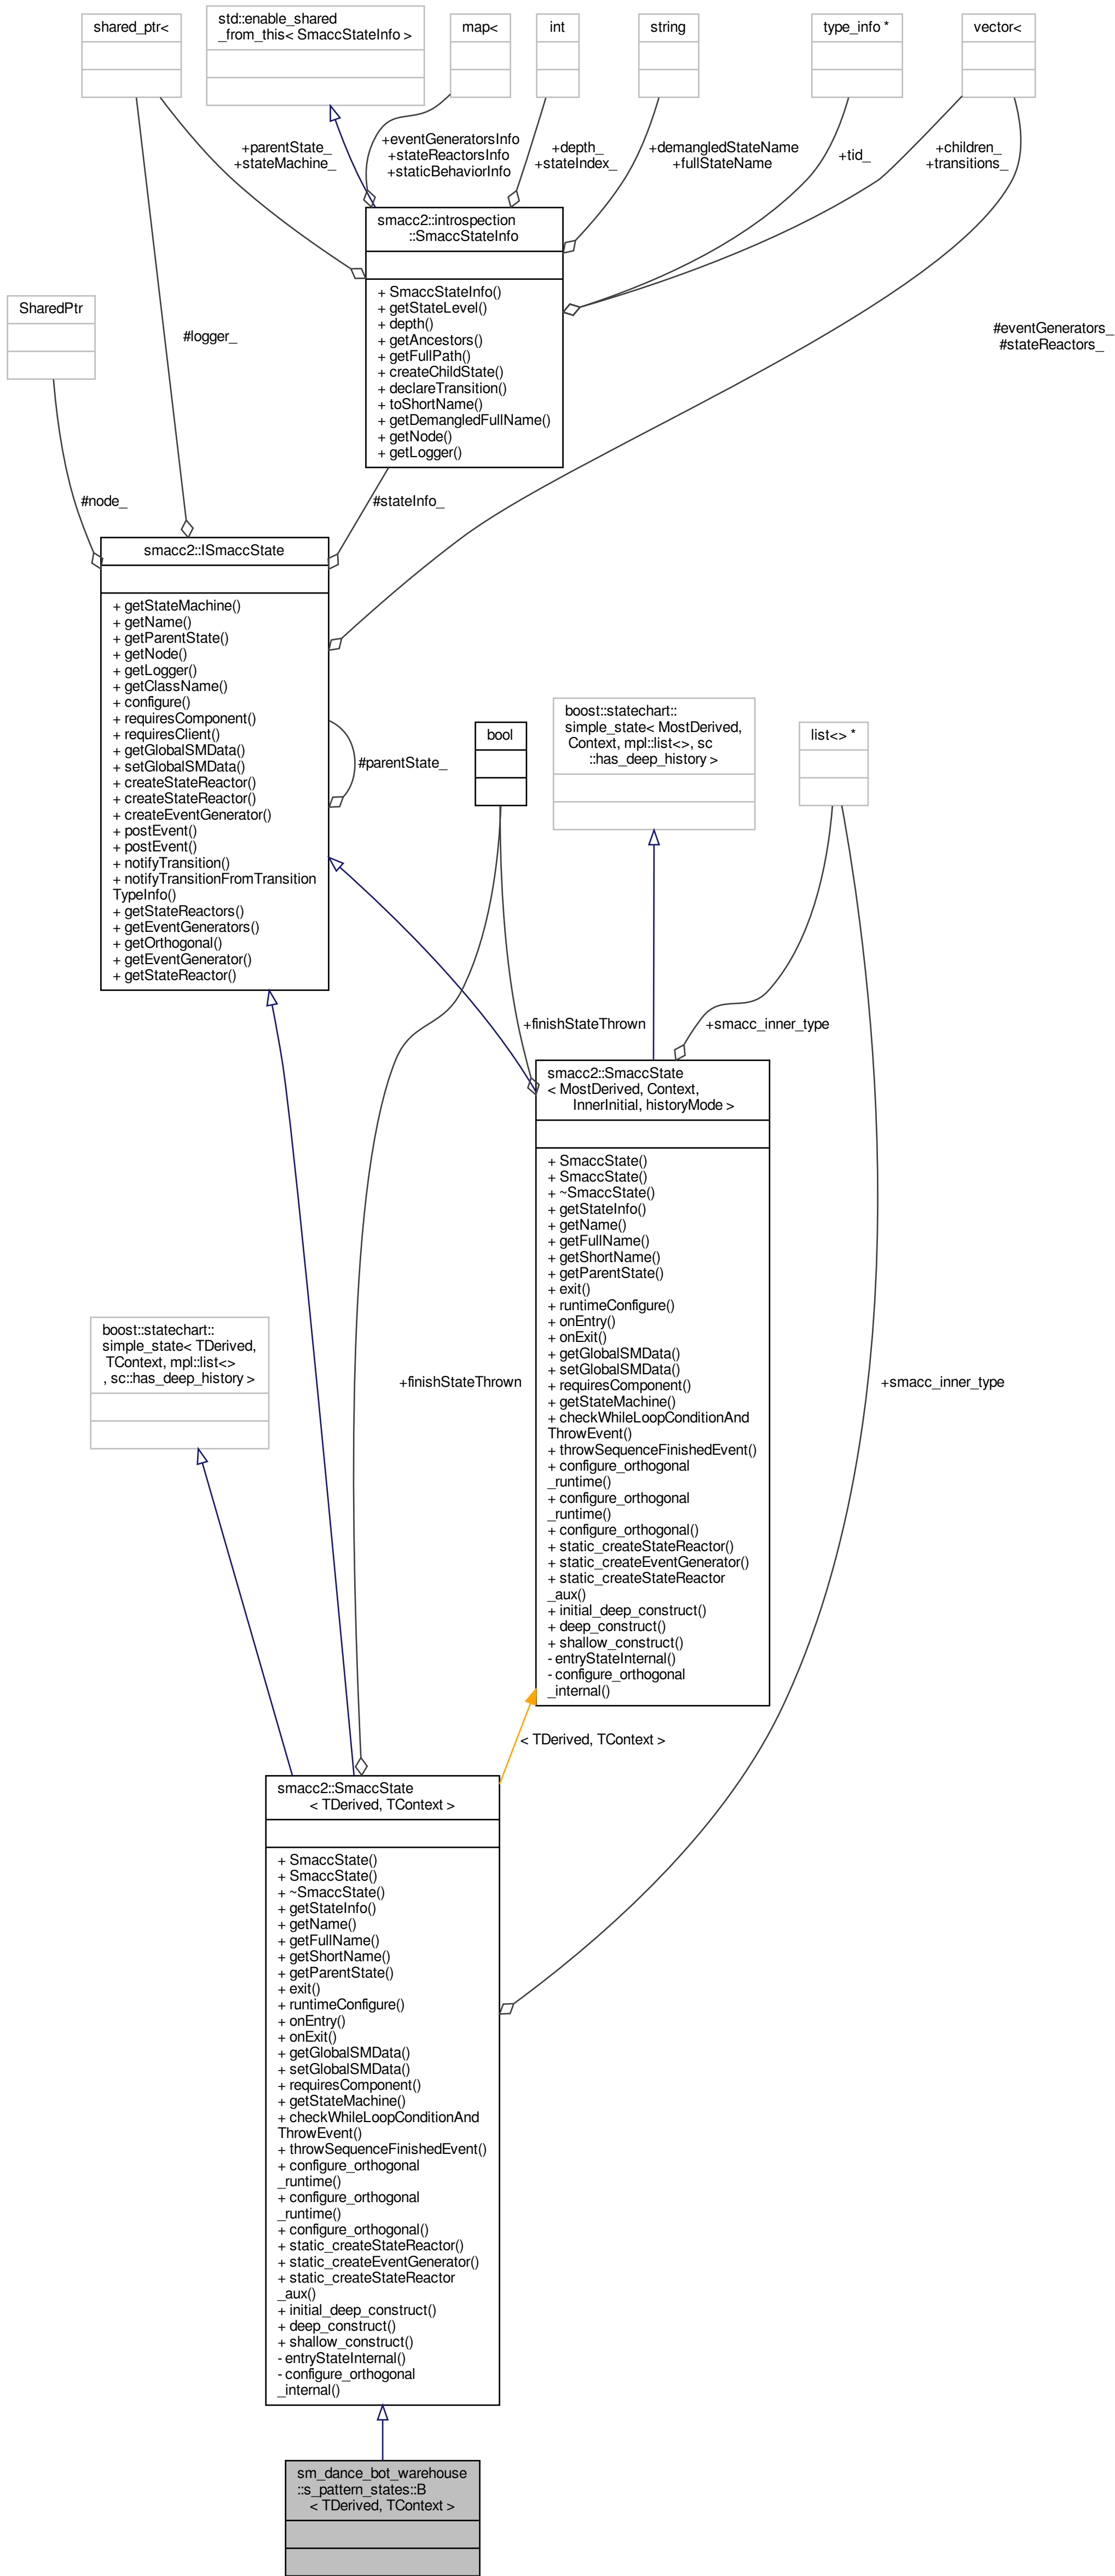 shared_ptr<
std::enable_shared
_from_this< SmaccStateInfo >
map<
int
string
type_info *
vector<
+parentState_
+stateMachine_
+eventGeneratorsInfo
+stateReactorsInfo
+staticBehaviorInfo
+depth_
+stateIndex_
+demangledStateName
+fullStateName
+tid_
+children_
+transitions_
smacc2::introspection
::SmaccStateInfo
+ SmaccStateInfo()
+ getStateLevel()
+ depth()
+ getAncestors()
+ getFullPath()
+ createChildState()
+ declareTransition()
+ toShortName()
+ getDemangledFullName()
+ getNode()
+ getLogger()
SharedPtr
#logger_
#eventGenerators_
#stateReactors_
#node_
#stateInfo_
smacc2::ISmaccState
+ getStateMachine()
+ getName()
+ getParentState()
+ getNode()
+ getLogger()
+ getClassName()
+ configure()
+ requiresComponent()
+ requiresClient()
+ getGlobalSMData()
+ setGlobalSMData()
+ createStateReactor()
+ createStateReactor()
+ createEventGenerator()
+ postEvent()
+ postEvent()
+ notifyTransition()
+ notifyTransitionFromTransition
TypeInfo()
+ getStateReactors()
+ getEventGenerators()
+ getOrthogonal()
+ getEventGenerator()
+ getStateReactor()
#parentState_
bool
boost::statechart::
simple_state< MostDerived,
Context, mpl::list<>, sc
::has_deep_history >
list<> *
+finishStateThrown
+smacc_inner_type
smacc2::SmaccState
< MostDerived, Context,
InnerInitial, historyMode >
+ SmaccState()
+ SmaccState()
+ ~SmaccState()
+ getStateInfo()
+ getName()
+ getFullName()
+ getShortName()
+ getParentState()
+ exit()
+ runtimeConfigure()
+ onEntry()
+ onExit()
+ getGlobalSMData()
+ setGlobalSMData()
+ requiresComponent()
+ getStateMachine()
+ checkWhileLoopConditionAnd
ThrowEvent()
+ throwSequenceFinishedEvent()
+ configure_orthogonal
_runtime()
+ configure_orthogonal
_runtime()
+ configure_orthogonal()
+ static_createStateReactor()
+ static_createEventGenerator()
+ static_createStateReactor
_aux()
+ initial_deep_construct()
+ deep_construct()
+ shallow_construct()
- entryStateInternal()
- configure_orthogonal
_internal()
boost::statechart::
simple_state< TDerived,
TContext, mpl::list<>
, sc::has_deep_history >
+finishStateThrown
+smacc_inner_type
< TDerived, TContext >
smacc2::SmaccState
< TDerived, TContext >
+ SmaccState()
+ SmaccState()
+ ~SmaccState()
+ getStateInfo()
+ getName()
+ getFullName()
+ getShortName()
+ getParentState()
+ exit()
+ runtimeConfigure()
+ onEntry()
+ onExit()
+ getGlobalSMData()
+ setGlobalSMData()
+ requiresComponent()
+ getStateMachine()
+ checkWhileLoopConditionAnd
ThrowEvent()
+ throwSequenceFinishedEvent()
+ configure_orthogonal
_runtime()
+ configure_orthogonal
_runtime()
+ configure_orthogonal()
+ static_createStateReactor()
+ static_createEventGenerator()
+ static_createStateReactor
_aux()
+ initial_deep_construct()
+ deep_construct()
+ shallow_construct()
- entryStateInternal()
- configure_orthogonal
_internal()
sm_dance_bot_warehouse
::s_pattern_states::B
< TDerived, TContext >